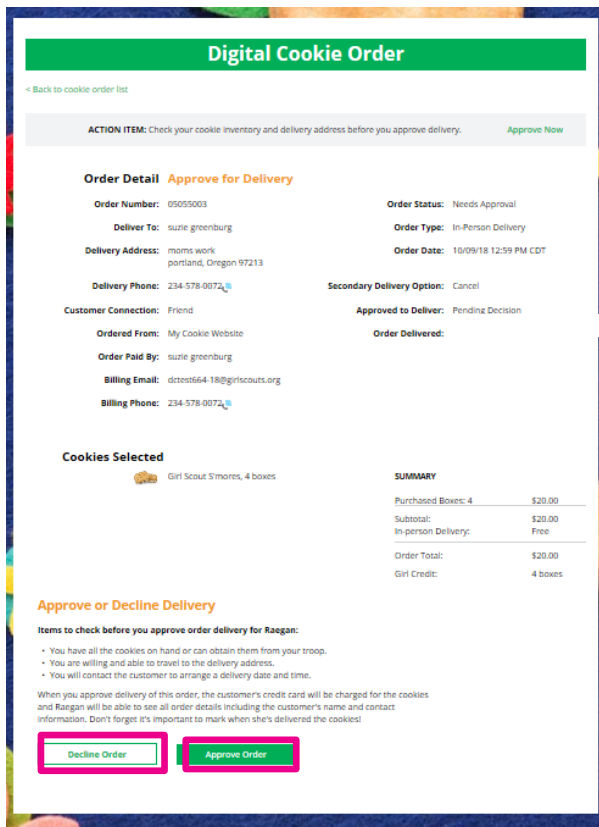 Digital Cookie Order
< Back to cookie order list
ACTION ITEM: Check your cookie inventory and delivery address before you approve delivery. Approve Now
Order Detail Approve for Delivery
Order Number: 05055003 Order Status: Needs Approval
Deliver To: suzie greenburg Order Type: In-Person Delivery
Delivery Address: moms work Order Date: 10/09/18 12:59 PM CDT
portland, Oregon 97213
Delivery Phone: 234-578-0072 Secondary Delivery Option: Cancel
Customer Connection: Friend Approved to Deliver: Pending Decision
Ordered From: My Cookie Website Order Delivered:
Order Paid By: suzie greenburg
Billing Email: dctest664-18@girlscouts.org
Billing Phone: 234-578-0072
Cookies Selected
Girl Scout S'mores, 4 boxes SUMMARY
Purchased Boxes: 4 $20.00
Subtotal: $20.00
In-person Delivery: Free
Order Total: $20.00
Girl Credit: 4 boxes
Approve or Decline Delivery
Items to check before you approve order delivery for Raegan:
• You have all the cookies on hand or can obtain them from your troop.
• You are willing and able to travel to the delivery address.
• You will contact the customer to arrange a delivery date and time.
When you approve delivery of this order, the customer's credit card will be charged for the cookies
and Raegan will be able to see all order details including the customer's name and contact
information. Don't forget it's important to mark when she's delivered the cookies!
Decline Order Approve Order